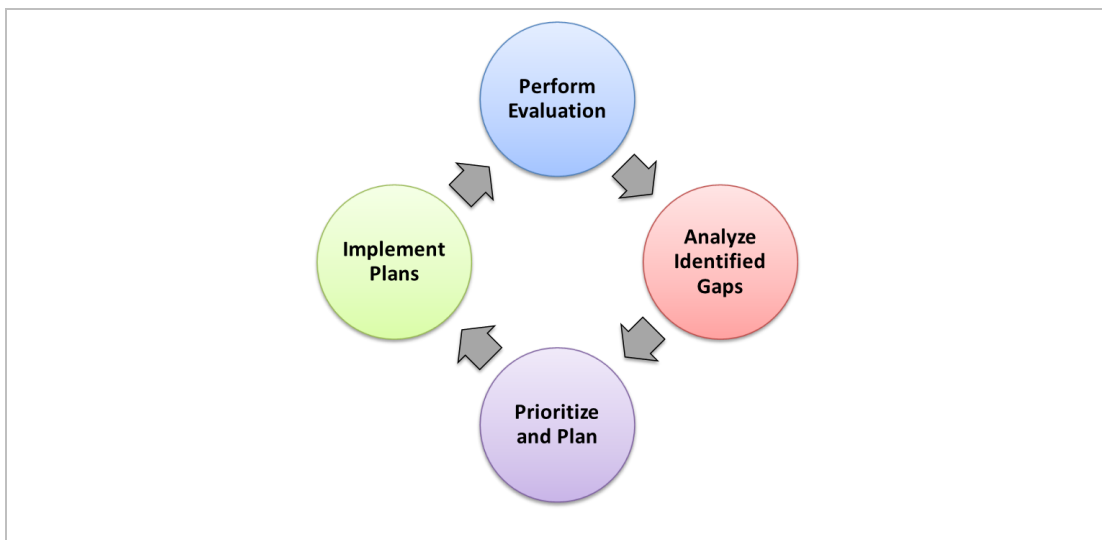 Perform
Evaluation
Analyze
Identified
Gaps
Prioritize
and Plan
Implement
Plans